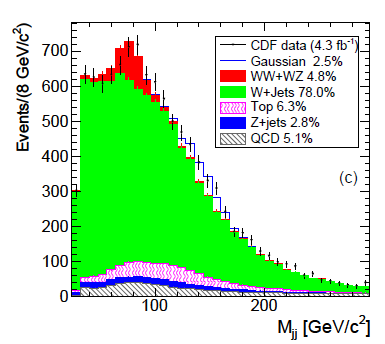 Events/(8 GeV/c²)
700
600
500
400
300
200
100
0
CDF data (4.3 fb⁻¹)
Gaussian 2.5%
WW+WZ 4.8%
W+Jets 78.0%
Top 6.3%
Z+jets 2.8%
QCD 5.1%
(c)
100
200
M_jj [GeV/c²]